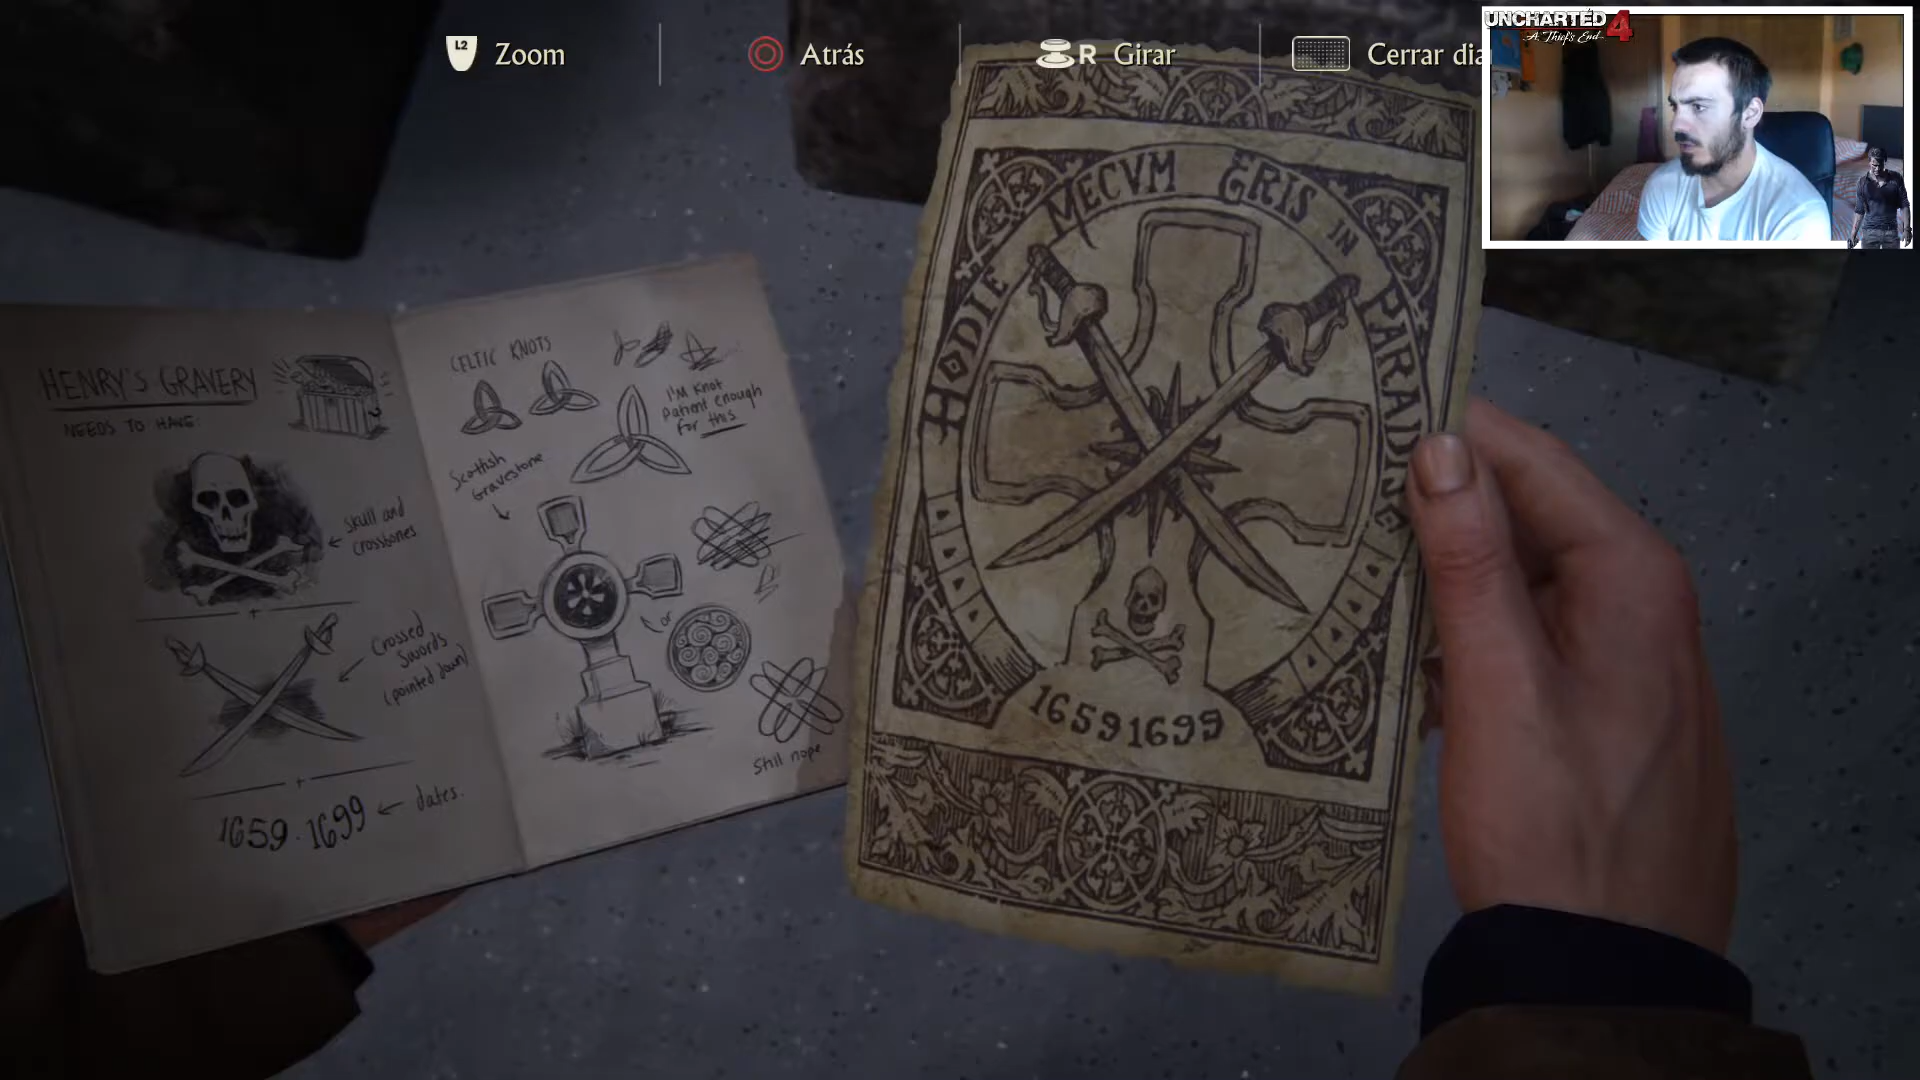 L2 Zoom
Atrás
R Girar
Cerrar dia
UNCHARTED 4
A Thief's End
HENRY'S GRAVERY
NEEDS TO HAVE:
Skull and
crossbones
+
Crossed
Swords
(pointed down)
+
1659 · 1699 ← dates.
CELTIC KNOTS
I'M Knot
Patient enough
for this
Scottish
Gravestone
or
Still nope
HODIE MECVM ERIS IN PARADISO
16591699